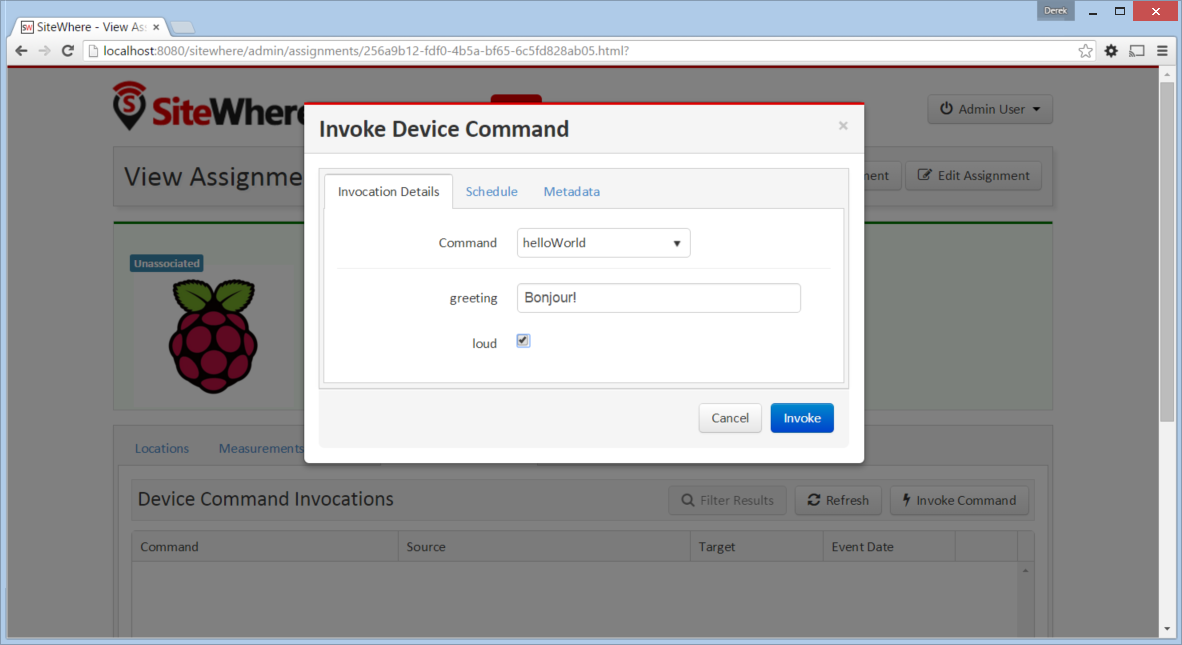 Derek
SW SiteWhere - View As
localhost:8080/sitewhere/admin/assignments/256a9b12-fdf0-4b5a-bf65-6c5fd828ab05.html?
S SiteWhere
Admin User
Invoke Device Command
View Assignme
ment
Edit Assignment
Invocation Details Schedule Metadata
Command helloWorld
Unassociated
greeting Bonjour!
loud
Cancel Invoke
Locations Measurements
Device Command Invocations Filter Results Refresh Invoke Command
Command Source Target Event Date